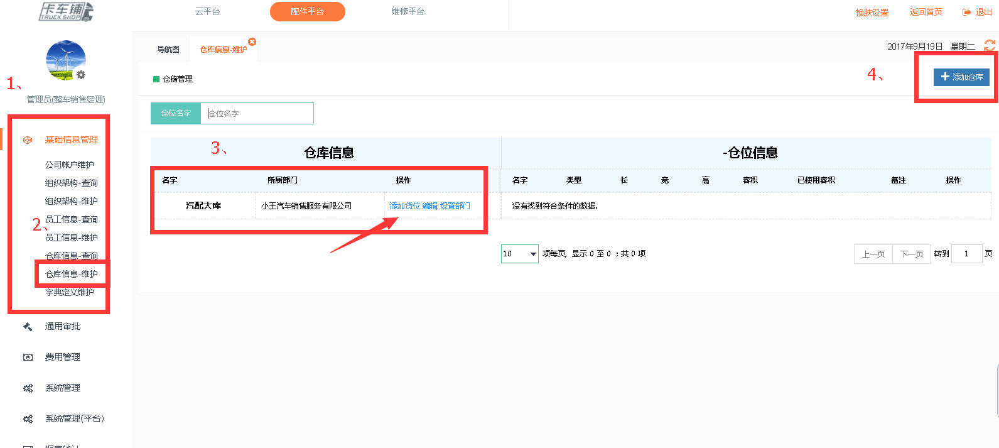 卡车铺
TRUCK SHOP
云平台
配件平台
维修平台
换肤设置
返回首页
退出
导航图
仓库信息-维护
2017年9月19日 星期二
1、
管理员(整车销售经理)
基础信息管理
公司帐户维护
组织架构-查询
组织架构-维护
员工信息-查询
2、
员工信息-维护
仓库信息-查询
仓库信息-维护
字典定义维护
通用审批
费用管理
系统管理
系统管理(平台)
仓储管理
4、
添加仓库
仓位名字
仓位名字
3、
仓库信息
-仓位信息
名字 所属部门 操作
名字 类型 长 宽 高 容积 已使用容积 备注 操作
汽配大库 小王汽车销售服务有限公司 添加货位 编辑 设置部门
没有找到符合条件的数据.
10 项每页, 显示 0 至 0 ；共 0 项
上一页 下一页 转到 1 页